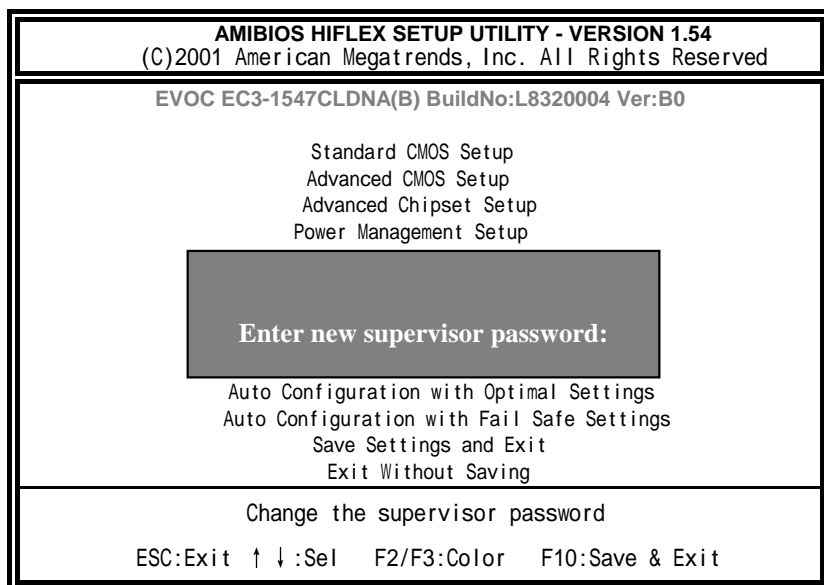 AMIBIOS HIFLEX SETUP UTILITY - VERSION 1.54
(C)2001 American Megatrends, Inc. All Rights Reserved
EVOC EC3-1547CLDNA(B) BuildNo:L8320004 Ver:B0
Standard CMOS Setup
Advanced CMOS Setup
Advanced Chipset Setup
Power Management Setup
Enter new supervisor password:
Auto Configuration with Optimal Settings
Auto Configuration with Fail Safe Settings
Save Settings and Exit
Exit Without Saving
Change the supervisor password
ESC:Exit ↑↓:Sel F2/F3:Color F10:Save & Exit